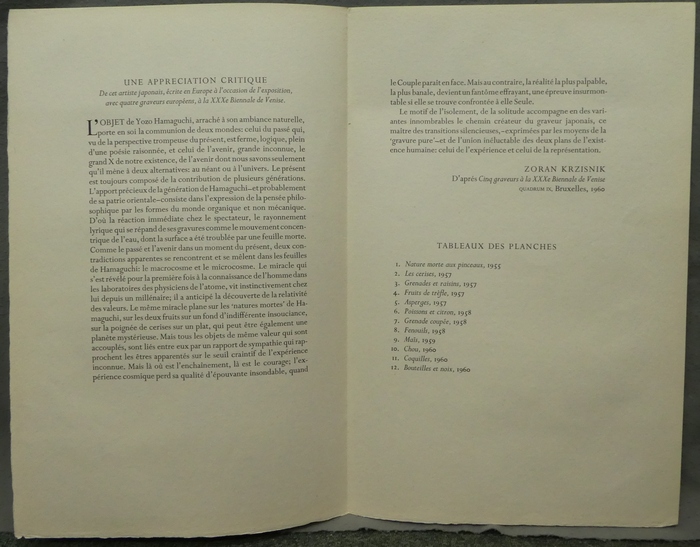 UNE APPRECIATION CRITIQUE
De cet artiste japonais, écrite en Europe à l'occasion de l'exposition,
avec quatre graveurs européens, à la XXXe Biennale de Venise.
L'OBJET de Yozo Hamaguchi, arraché à son ambiance naturelle,
porte en soi la communion de deux mondes: celui du passé qui,
vu de la perspective trompeuse du présent, est ferme, logique, plein
d'une poésie raisonnée, et celui de l'avenir, grande inconnue, le
grand X de notre existence, de l'avenir dont nous savons seulement
qu'il mène à deux alternatives: au néant ou à l'univers. Le présent
est toujours composé de la contribution de plusieurs générations.
L'apport précieux de la génération de Hamaguchi–et probablement
de sa patrie orientale–consiste dans l'expression de la pensée philo-
sophique par les formes du monde organique et non mécanique.
D'où la réaction immédiate chez le spectateur, le rayonnement
lyrique qui se répand de ses gravures comme le mouvement concen-
trique de l'eau, dont la surface a été troublée par une feuille morte.
Comme le passé et l'avenir dans un moment du présent, deux con-
tradictions apparentes se rencontrent et se mêlent dans les feuilles
de Hamaguchi: le macrocosme et le microcosme. Le miracle qui
s'est révélé pour la première fois à la connaissance de l'homme dans
les laboratoires des physiciens de l'atome, vit instinctivement chez
lui depuis un millénaire; il a anticipé la découverte de la relativité
des valeurs. Le même miracle plane sur les 'natures mortes' de Ha-
maguchi, sur les deux fruits sur un fond d'indifférente insouciance,
sur la poignée de cerises sur un plat, qui peut être également une
planète mystérieuse. Mais tous les objets de même valeur qui sont
accouplés, sont liés entre eux par un rapport de sympathie qui rap-
prochent les êtres apparentés sur le seuil craintif de l'expérience
inconnue. Mais là où est l'enchaînement, là est le courage; l'ex-
périence cosmique perd sa qualité d'épouvante insondable, quand
le Couple paraît en face. Mais au contraire, la réalité la plus palpable,
la plus banale, devient un fantôme effrayant, une épreuve insurmon-
table si elle se trouve confrontée à elle Seule.
Le motif de l'isolement, de la solitude accompagne en des vari-
antes innombrables le chemin créateur du graveur japonais, ce
maître des transitions silencieuses,–exprimées par les moyens de la
'gravure pure'–et de l'union inéluctable des deux plans de l'exis-
tence humaine: celui de l'expérience et celui de la représentation.
ZORAN KRZISNIK
D'après Cinq graveurs à la XXXe Biennale de Venise
QUADRUM IX, Bruxelles, 1960
TABLEAUX DES PLANCHES
1. Nature morte aux pinceaux, 1955
2. Les cerises, 1957
3. Grenades et raisins, 1957
4. Fruits de trèfle, 1957
5. Asperges, 1957
6. Poissons et citron, 1958
7. Grenade coupée, 1958
8. Fenouils, 1958
9. Maïs, 1959
10. Chou, 1960
11. Coquilles, 1960
12. Bouteilles et noix, 1960